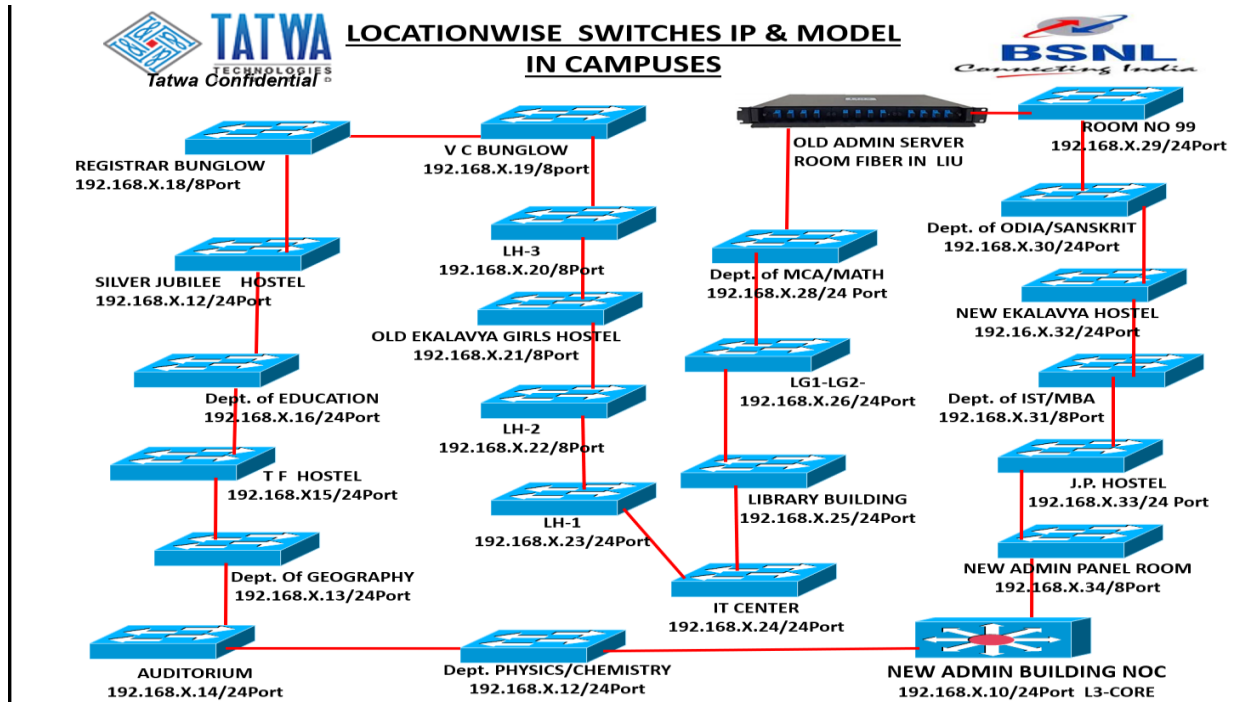 TATWA
TECHNOLOGIES
Tatwa Confidential
LOCATIONWISE SWITCHES IP & MODEL
IN CAMPUSES
BSNL
Connecting India
REGISTRAR BUNGLOW
192.168.X.18/8Port
V C BUNGLOW
192.168.X.19/8port
OLD ADMIN SERVER
ROOM FIBER IN LIU
ROOM NO 99
192.168.X.29/24Port
SILVER JUBILEE HOSTEL
192.168.X.12/24Port
LH-3
192.168.X.20/8Port
Dept. of MCA/MATH
192.168.X.28/24 Port
Dept. of ODIA/SANSKRIT
192.168.X.30/24Port
OLD EKALAVYA GIRLS HOSTEL
192.168.X.21/8Port
NEW EKALAVYA HOSTEL
192.16.X.32/24Port
Dept. of EDUCATION
192.168.X.16/24Port
LH-2
192.168.X.22/8Port
LG1-LG2-
192.168.X.26/24Port
Dept. of IST/MBA
192.168.X.31/8Port
T F HOSTEL
192.168.X15/24Port
LH-1
192.168.X.23/24Port
LIBRARY BUILDING
192.168.X.25/24Port
J.P. HOSTEL
192.168.X.33/24 Port
Dept. Of GEOGRAPHY
192.168.X.13/24Port
IT CENTER
192.168.X.24/24Port
NEW ADMIN PANEL ROOM
192.168.X.34/8Port
AUDITORIUM
192.168.X.14/24Port
Dept. PHYSICS/CHEMISTRY
192.168.X.12/24Port
NEW ADMIN BUILDING NOC
192.168.X.10/24Port L3-CORE